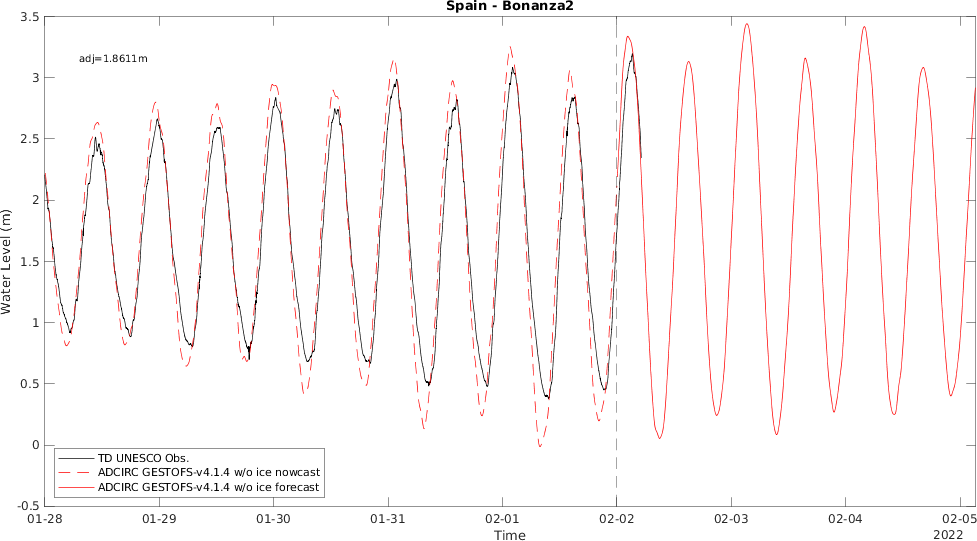 Spain - Bonanza2
adj=1.8611m
3.5
3
2.5
2
1.5
1
0.5
0
-0.5
Water Level (m)
TD UNESCO Obs.
ADCIRC GESTOFS-v4.1.4 w/o ice nowcast
ADCIRC GESTOFS-v4.1.4 w/o ice forecast
01-28 01-29 01-30 01-31 02-01 02-02 02-03 02-04 02-05
Time
2022